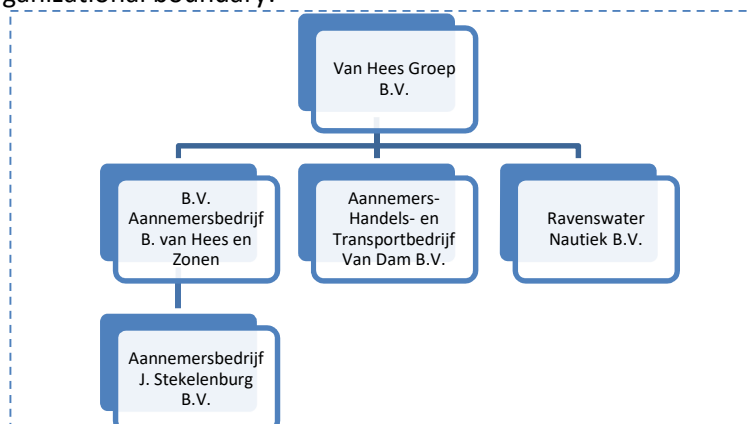 ganizational boundary:
Van Hees Groep
B.V.
B.V.
Aannemersbedrijf
B. van Hees en
Zonen
Aannemers-
Handels- en
Transportbedrijf
Van Dam B.V.
Ravenswater
Nautiek B.V.
Aannemersbedrijf
J. Stekelenburg
B.V.